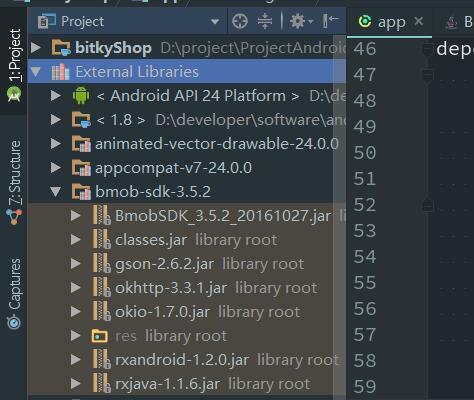 Project
app
1: Project
Z: Structure
Captures
bitkyShop D:\project\ProjectAndroid
External Libraries
< Android API 24 Platform > D:\de
< 1.8 > D:\developer\software\and
animated-vector-drawable-24.0.0
appcompat-v7-24.0.0
bmob-sdk-3.5.2
BmobSDK_3.5.2_20161027.jar
classes.jar library root
gson-2.6.2.jar library root
okhttp-3.3.1.jar library root
okio-1.7.0.jar library root
res library root
rxandroid-1.2.0.jar library root
rxjava-1.1.6.jar library root
46 depe
47
48
49
50
51
52
53
54
55
56
57
58
59